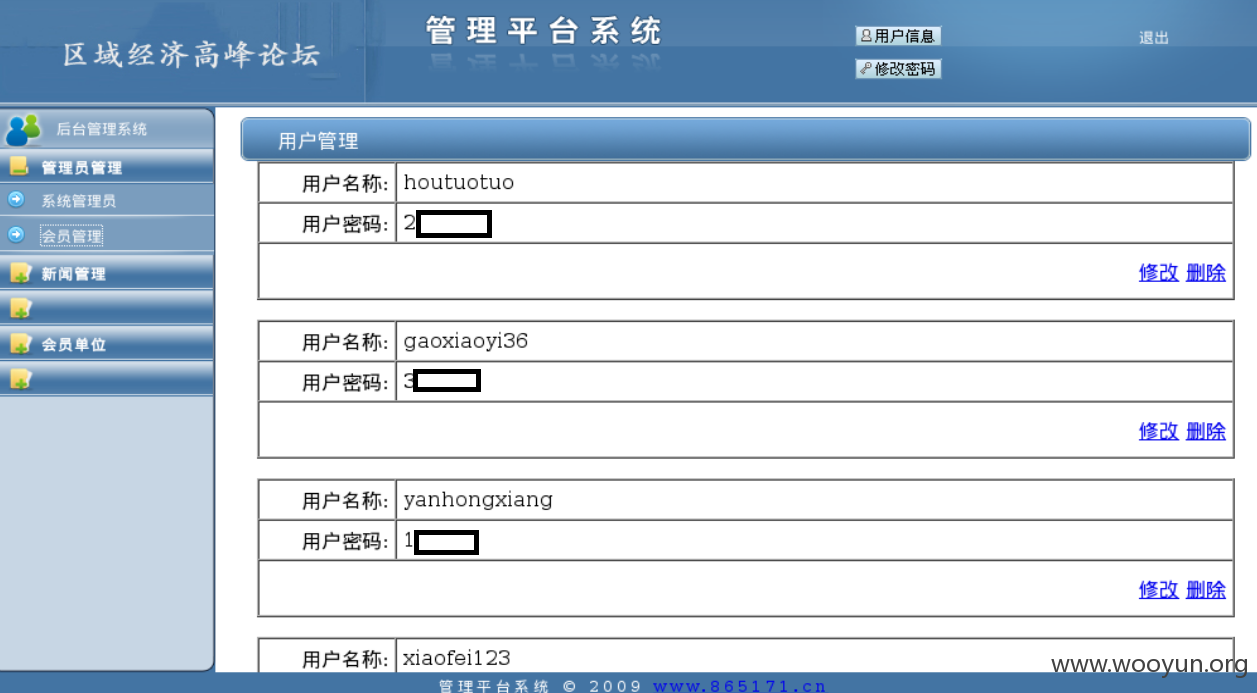 区域经济高峰论坛
管理平台系统
用户信息
修改密码
退出
后台管理系统
管理员管理
系统管理员
会员管理
新闻管理
会员单位
用户管理
用户名称: houtuotuo
用户密码: 2
修改 删除
用户名称: gaoxiaoyi36
用户密码: 3
修改 删除
用户名称: yanhongxiang
用户密码: 1
修改 删除
用户名称: xiaofei123
www.wooyun.org
管理平台系统 © 2009 www.865171.cn